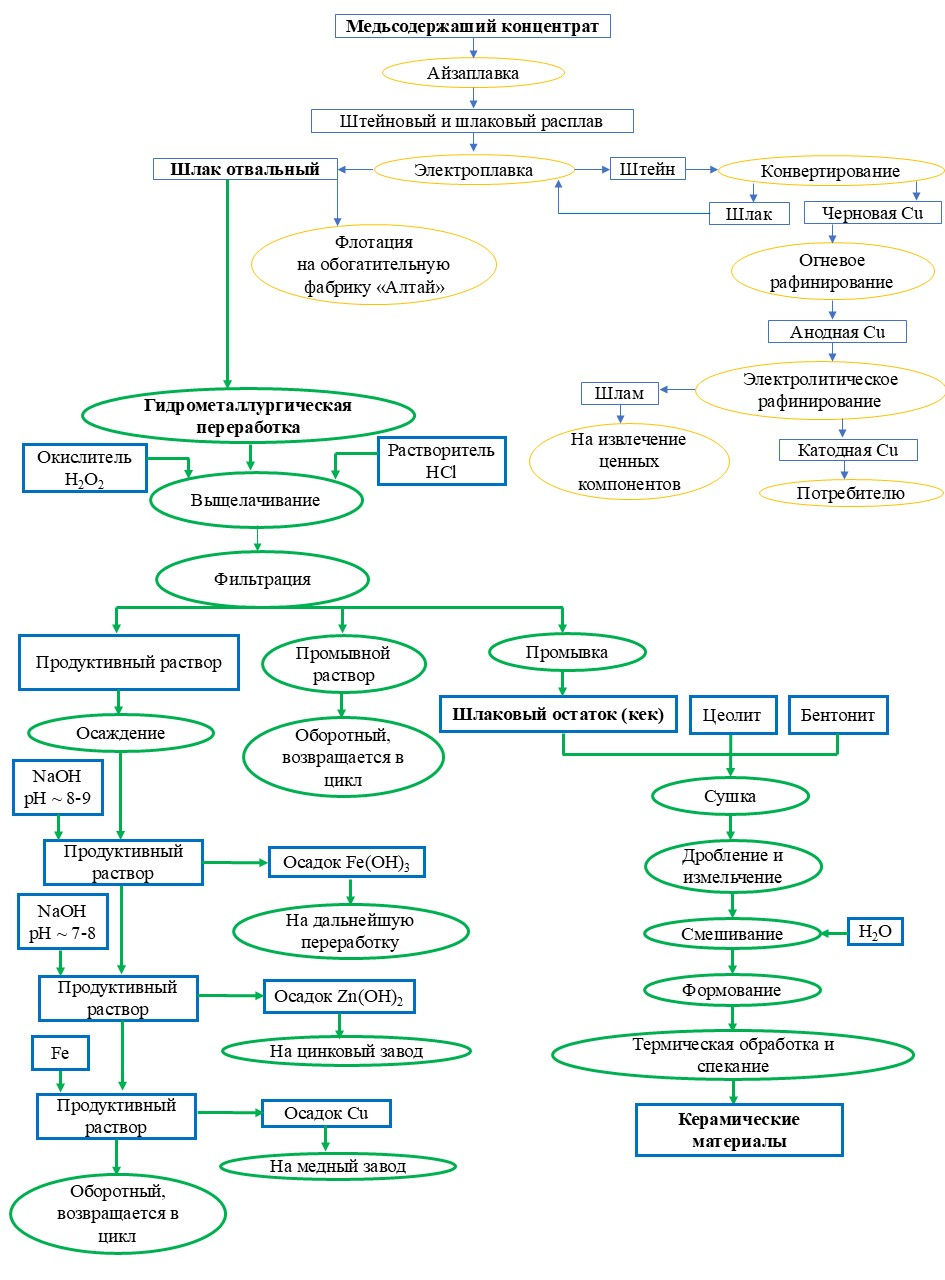 Медьсодержаший концентрат
Айзаплавка
Штейновый и шлаковый расплав
Шлак отвальный
Электроплавка
Штейн
Конвертирование
Шлак
Черновая Cu
Флотация
на обогатительную
фабрику «Алтай»
Огневое
рафинирование
Анодная Cu
Электролитическое
рафинирование
Шлам
На извлечение
ценных
компонентов
Катодная Cu
Потребителю
Гидрометаллургическая
переработка
Окислитель
H₂O₂
Растворитель
HCl
Выщелачивание
Фильтрация
Продуктивный раствор
Промывной
раствор
Промывка
Осаждение
Оборотный,
возвращается в
цикл
Шлаковый остаток (кек)
Цеолит
Бентонит
NaOH
pH ~ 8-9
Сушка
Продуктивный
раствор
Осадок Fe(OH)₃
Дробление и
измельчение
NaOH
pH ~ 7-8
На дальнейшую
переработку
Смешивание
H₂O
Продуктивный
раствор
Осадок Zn(OH)₂
Формование
Fe
На цинковый завод
Термическая обработка и
спекание
Продуктивный
раствор
Осадок Cu
Керамические
материалы
На медный завод
Оборотный,
возвращается в
цикл